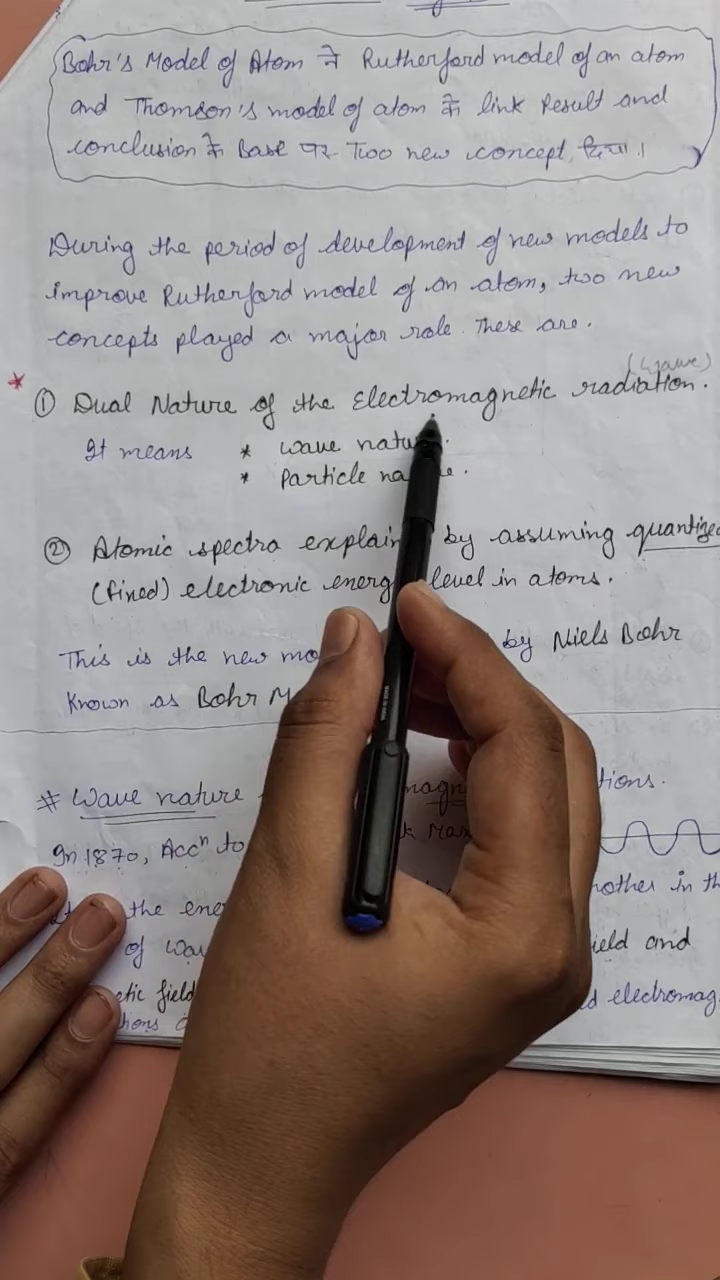 Bohr's Model of Atom ने Rutherford model of an atom
and Thomson's model of atom के link Result and
conclusion के Base पर Two new concept दिया।
During the period of development of new models to
improve Rutherford model of an atom, two new
concepts played a major role. These are.
(wave)
* ① Dual Nature of the Electromagnetic radiation.
It means * wave natu
* Particle na e.
② Atomic spectra explain by assuming quantized
(fixed) electronic energ level in atoms.
This is the new mo by Niels Bohr
Known as Bohr M
# Wave nature magn tions.
In 1870, Accⁿ to k Max
the ene nother in th
of wav ield and
etic field d electromag
tions